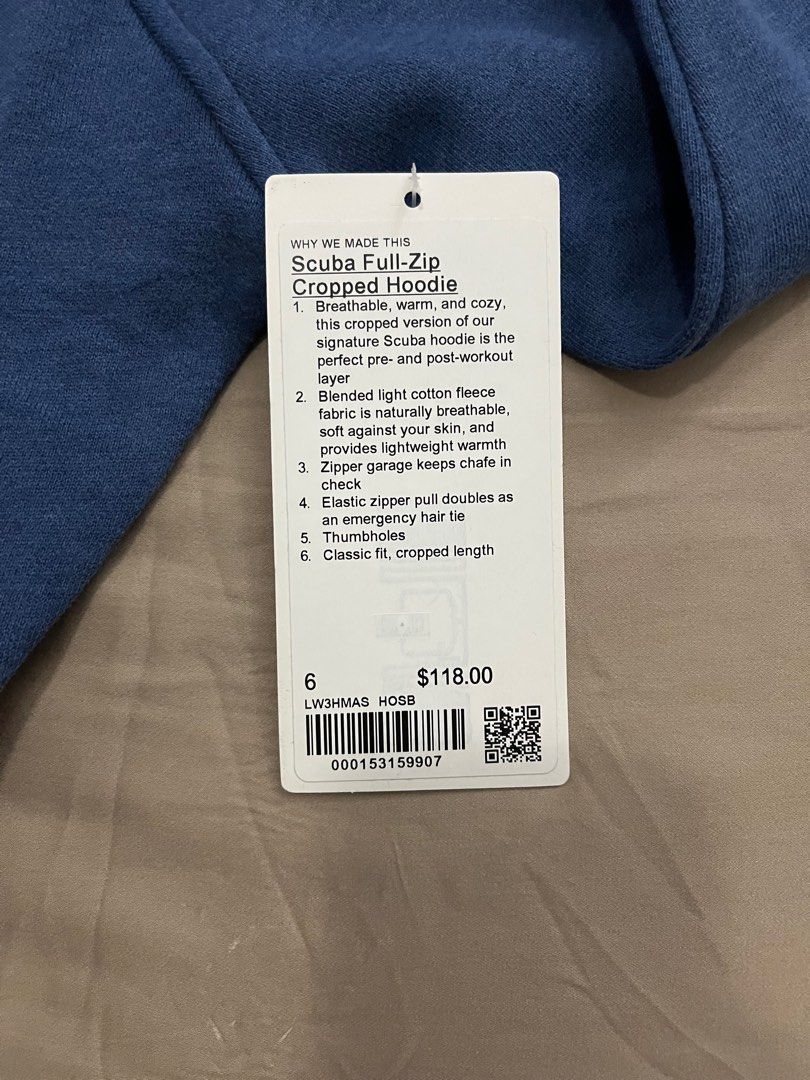 WHY WE MADE THIS
Scuba Full-Zip
Cropped Hoodie
1. Breathable, warm, and cozy,
this cropped version of our
signature Scuba hoodie is the
perfect pre- and post-workout
layer
2. Blended light cotton fleece
fabric is naturally breathable,
soft against your skin, and
provides lightweight warmth
3. Zipper garage keeps chafe in
check
4. Elastic zipper pull doubles as
an emergency hair tie
5. Thumbholes
6. Classic fit, cropped length
6 $118.00
LW3HMAS HOSB
000153159907